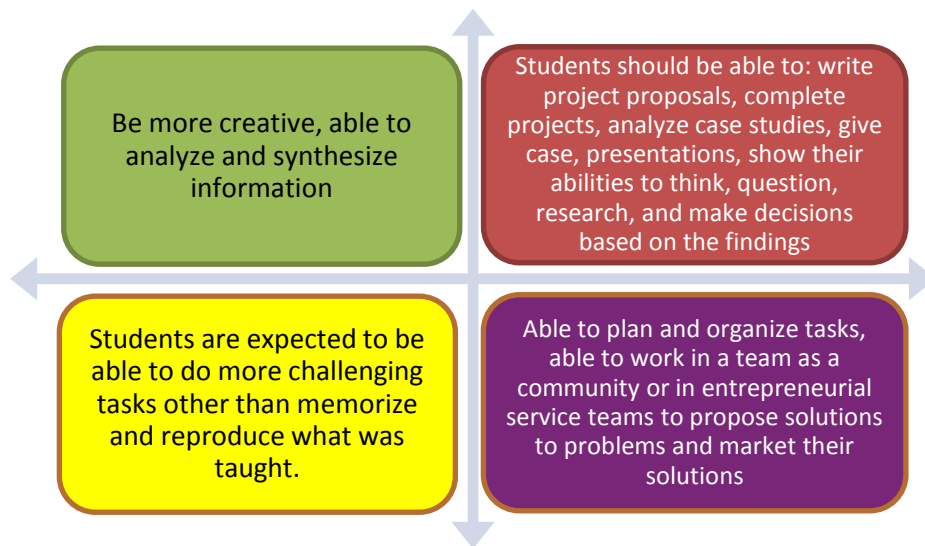 Be more creative, able to
analyze and synthesize
information
Students should be able to: write
project proposals, complete
projects, analyze case studies, give
case, presentations, show their
abilities to think, question,
research, and make decisions
based on the findings
Students are expected to be
able to do more challenging
tasks other than memorize
and reproduce what was
taught.
Able to plan and organize tasks,
able to work in a team as a
community or in entrepreneurial
service teams to propose solutions
to problems and market their
solutions